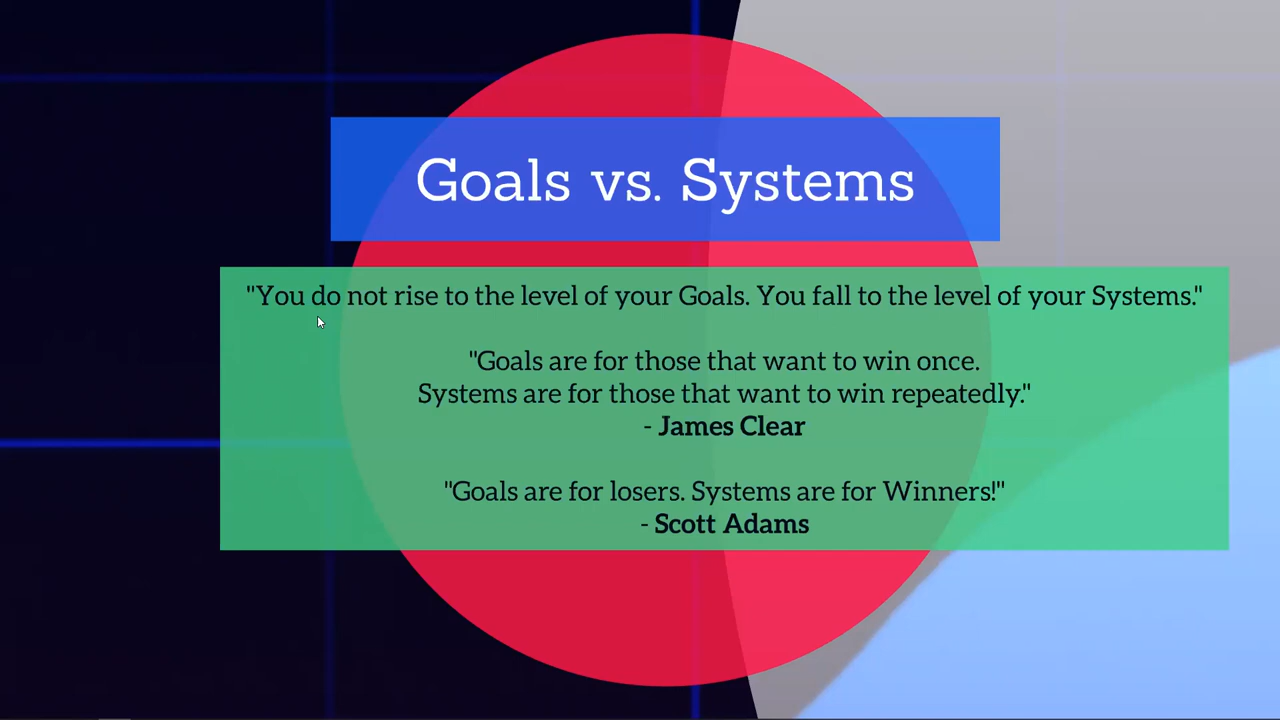 Goals vs. Systems
"You do not rise to the level of your Goals. You fall to the level of your Systems."
"Goals are for those that want to win once.
Systems are for those that want to win repeatedly."
- James Clear
"Goals are for losers. Systems are for Winners!"
- Scott Adams